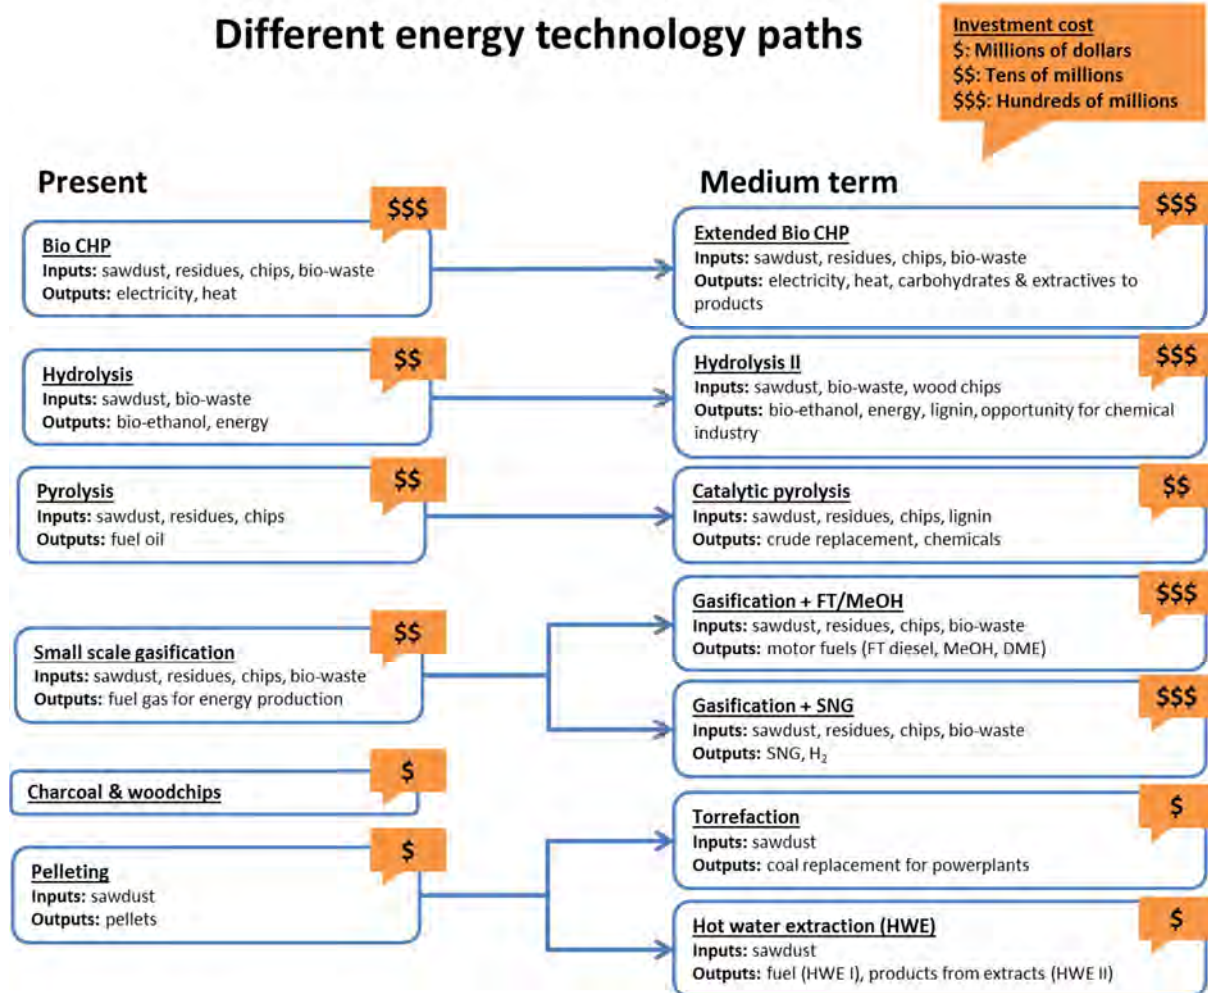 Different energy technology paths
Investment cost
$: Millions of dollars
$$: Tens of millions
$$$: Hundreds of millions
Present
$$$
Bio CHP
Inputs: sawdust, residues, chips, bio-waste
Outputs: electricity, heat
$$
Hydrolysis
Inputs: sawdust, bio-waste
Outputs: bio-ethanol, energy
$$
Pyrolysis
Inputs: sawdust, residues, chips
Outputs: fuel oil
$$
Small scale gasification
Inputs: sawdust, residues, chips, bio-waste
Outputs: fuel gas for energy production
$
Charcoal & woodchips
$
Pelleting
Inputs: sawdust
Outputs: pellets
Medium term
$$$
Extended Bio CHP
Inputs: sawdust, residues, chips, bio-waste
Outputs: electricity, heat, carbohydrates & extractives to
products
$$$
Hydrolysis II
Inputs: sawdust, bio-waste, wood chips
Outputs: bio-ethanol, energy, lignin, opportunity for chemical
industry
$$
Catalytic pyrolysis
Inputs: sawdust, residues, chips, lignin
Outputs: crude replacement, chemicals
$$$
Gasification + FT/MeOH
Inputs: sawdust, residues, chips, bio-waste
Outputs: motor fuels (FT diesel, MeOH, DME)
$$$
Gasification + SNG
Inputs: sawdust, residues, chips, bio-waste
Outputs: SNG, H₂
$
Torrefaction
Inputs: sawdust
Outputs: coal replacement for powerplants
$
Hot water extraction (HWE)
Inputs: sawdust
Outputs: fuel (HWE I), products from extracts (HWE II)